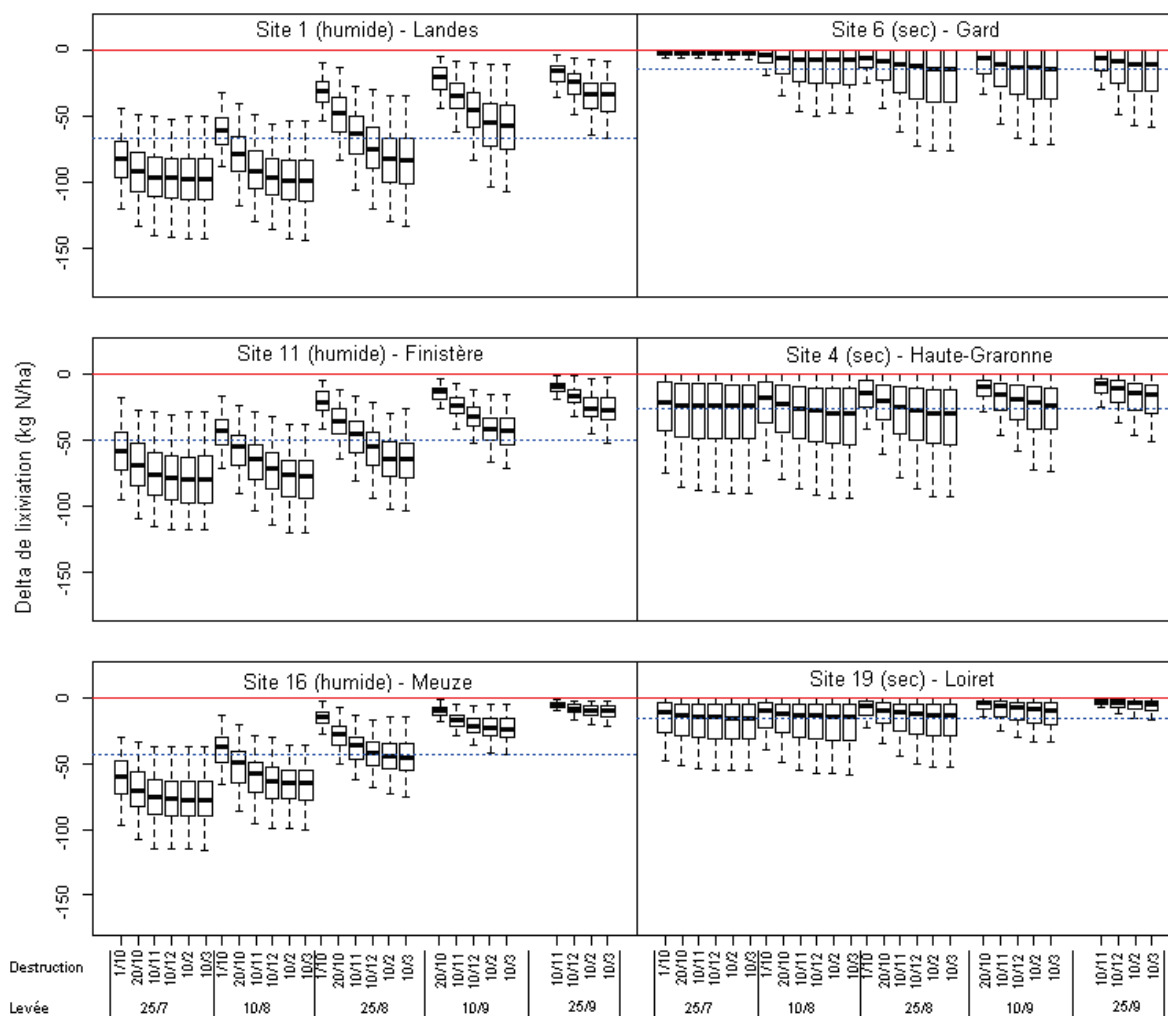 Site 1 (humide) - Landes
Site 6 (sec) - Gard
0
-50
-100
-150
Site 11 (humide) - Finistère
Site 4 (sec) - Haute-Graronne
0
-50
-100
-150
Delta de lixiviation (kg N/ha)
Site 16 (humide) - Meuze
Site 19 (sec) - Loiret
0
-50
-100
-150
Destruction
1/10 20/10 10/11 10/12 10/2 10/3 1/10 20/10 10/11 10/12 10/2 10/3 1/10 20/10 10/11 10/12 10/2 10/3 20/10 10/11 10/12 10/2 10/3 10/11 10/12 10/2 10/3 1/10 20/10 10/11 10/12 10/2 10/3 1/10 20/10 10/11 10/12 10/2 10/3 1/10 20/10 10/11 10/12 10/2 10/3 20/10 10/11 10/12 10/2 10/3 10/11 10/12 10/2 10/3
Levée 25/7 10/8 25/8 10/9 25/9 25/7 10/8 25/8 10/9 25/9